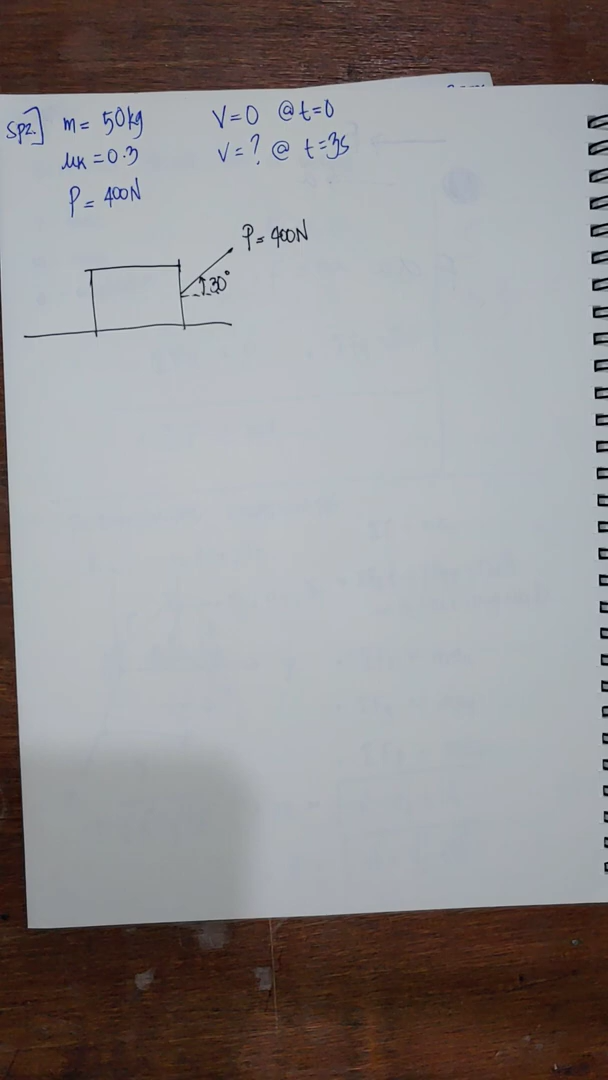 SP2.] m = 50kg V=0 @t=0
μk = 0.3 V=? @ t=3s
P = 400N
P = 400N
30°